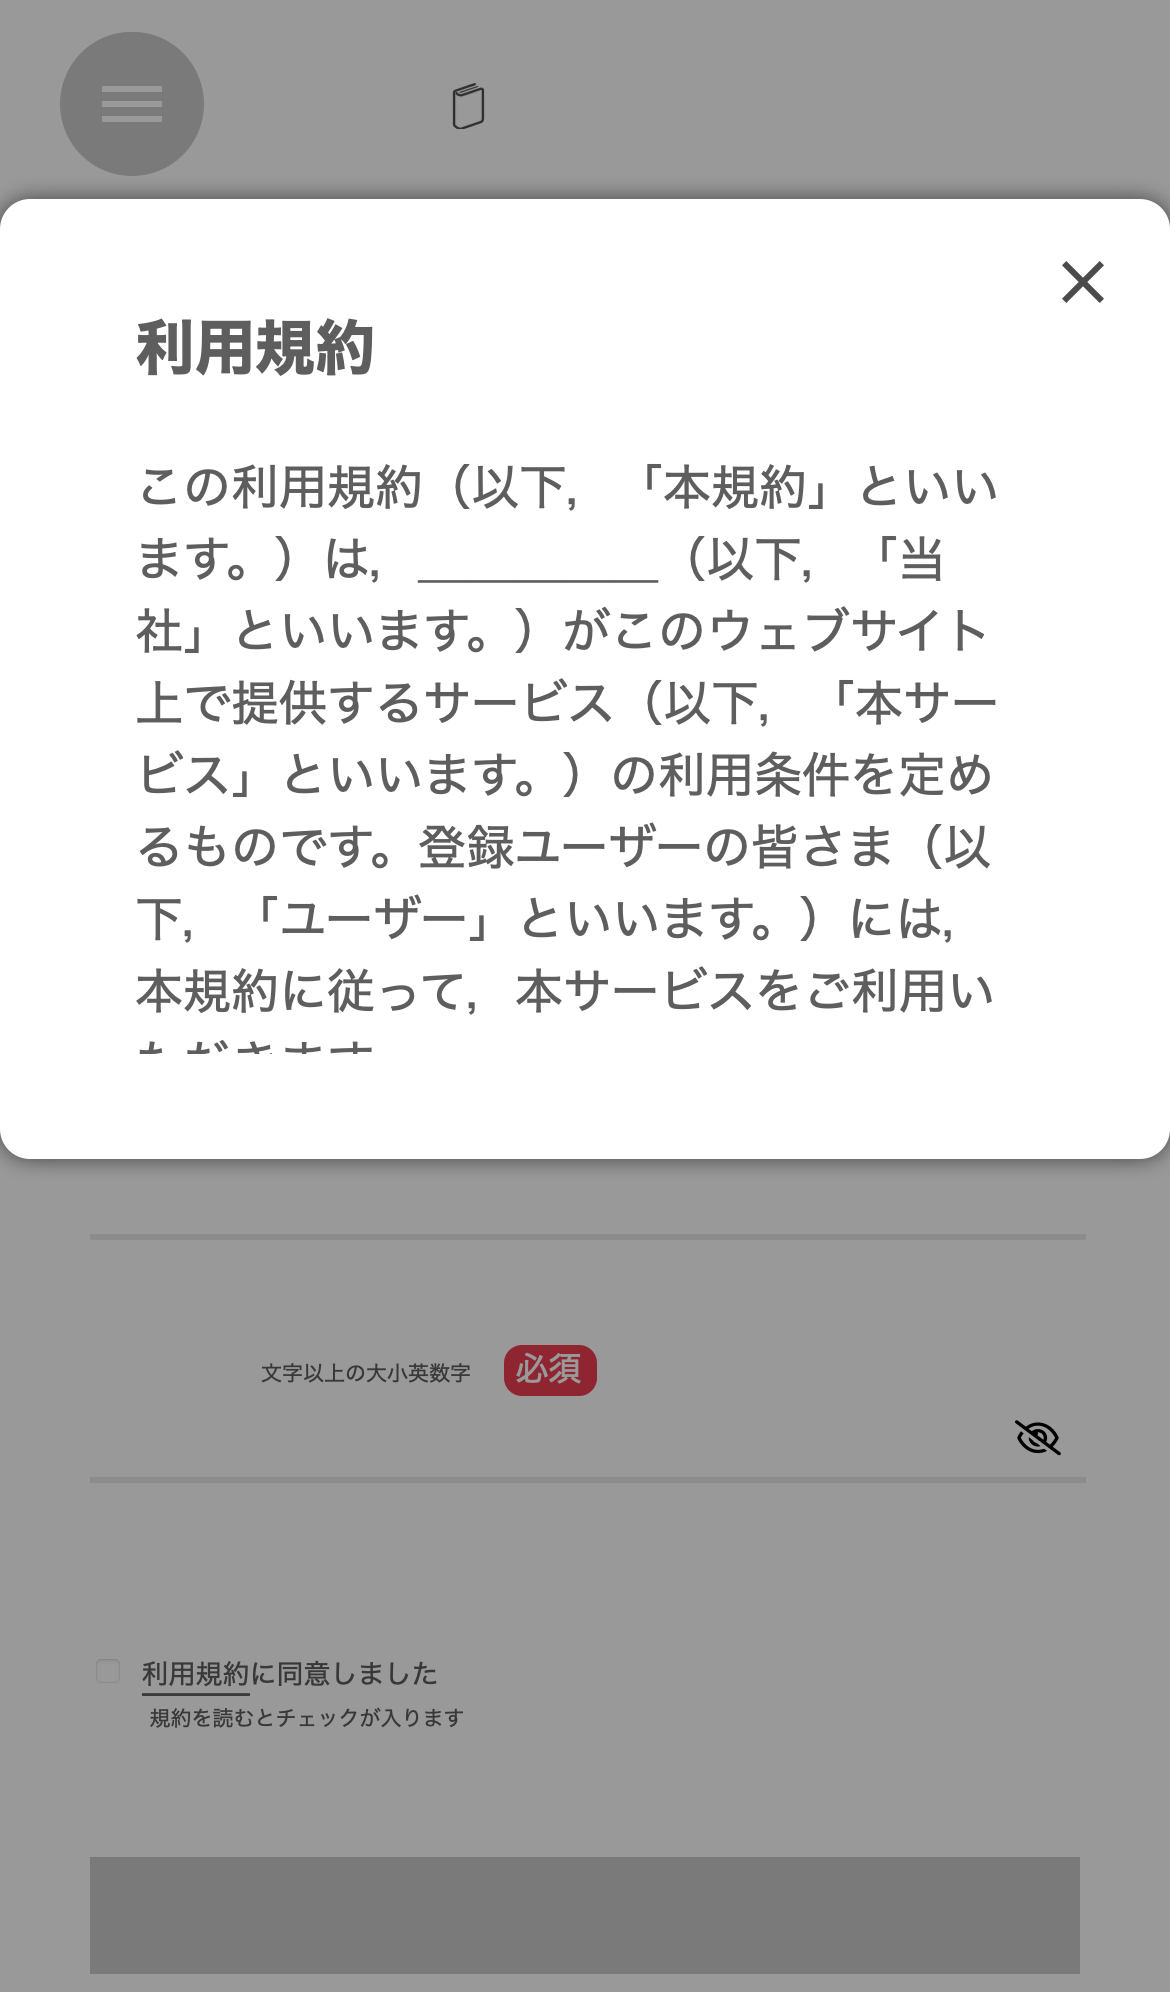 利用規約
この利用規約（以下,　「本規約」といい
ます。）は,  __________（以下,　「当
社」といいます。）がこのウェブサイト
上で提供するサービス（以下,　「本サー
ビス」といいます。）の利用条件を定め
るものです。登録ユーザーの皆さま（以
下,　「ユーザー」といいます。）には,
本規約に従って,  本サービスをご利用い
ただきます
文字以上の大小英数字 必須
利用規約に同意しました
規約を読むとチェックが入ります